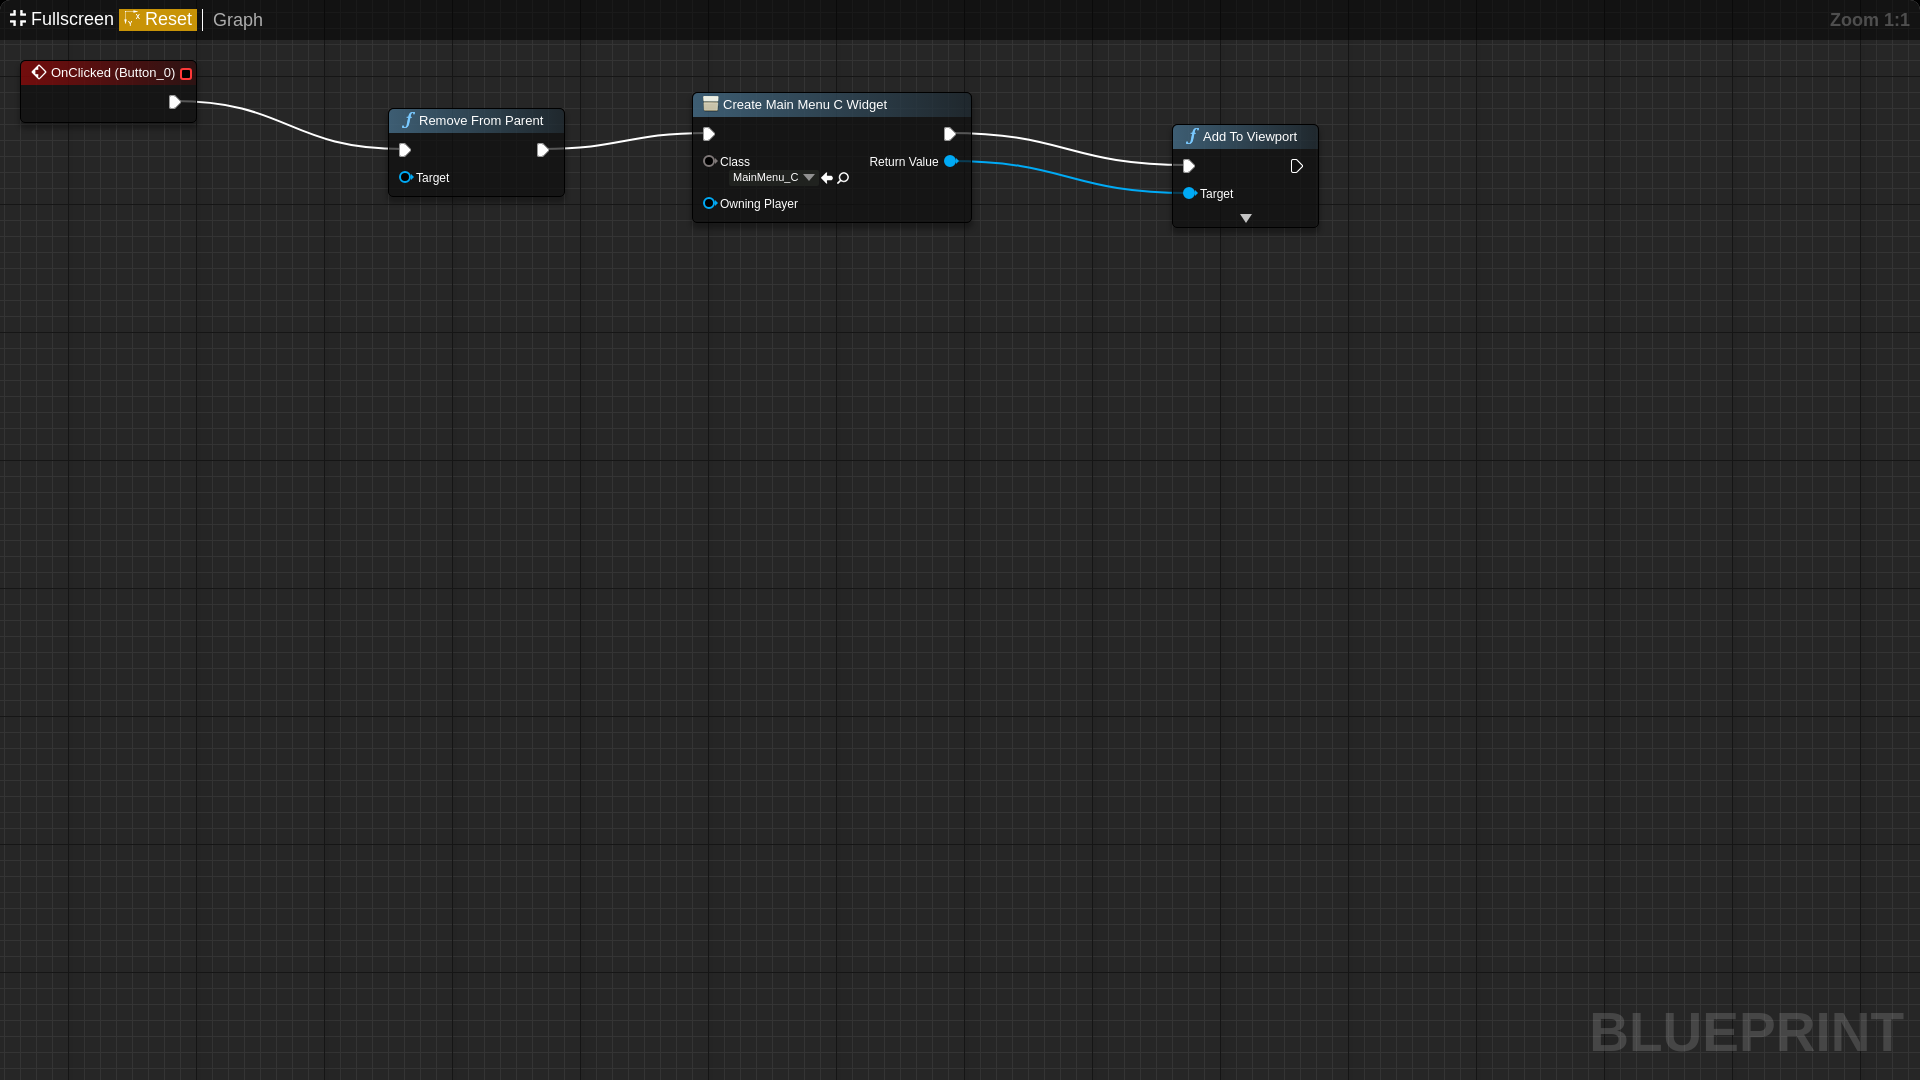 Fullscreen Reset Graph Zoom 1:1
OnClicked (Button_0)
Remove From Parent
Target
Create Main Menu C Widget
Class
MainMenu_C
Return Value
Owning Player
Add To Viewport
Target
BLUEPRINT